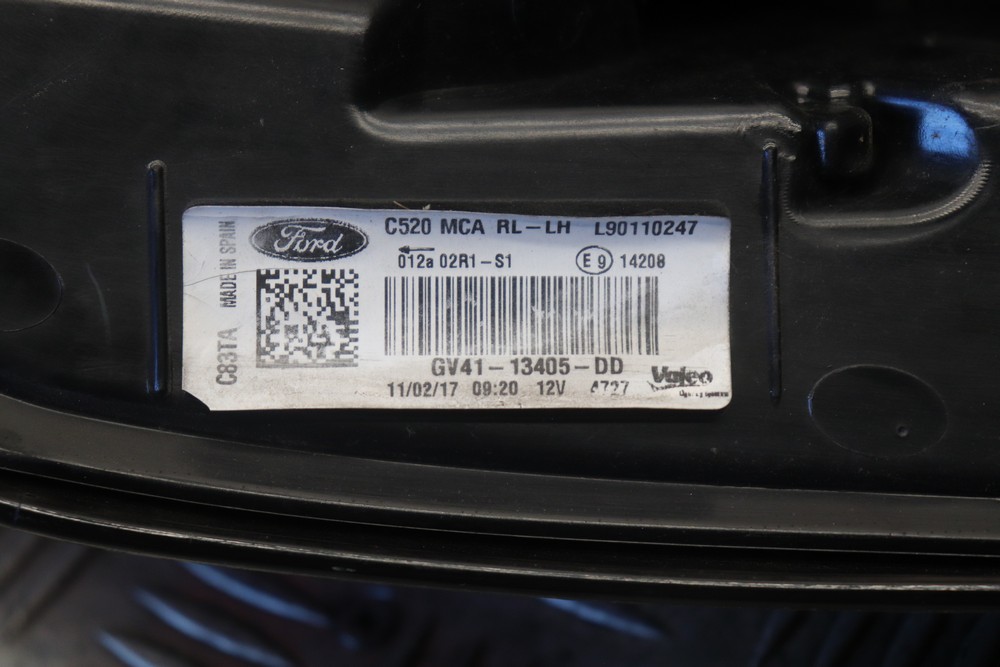 Ford
C520 MCA RL-LH L90110247
012a 02R1-S1 E9 14208
GV41-13405-DD
11/02/17 09:20 12V 4727
Valeo
MADE IN SPAIN
C83TA